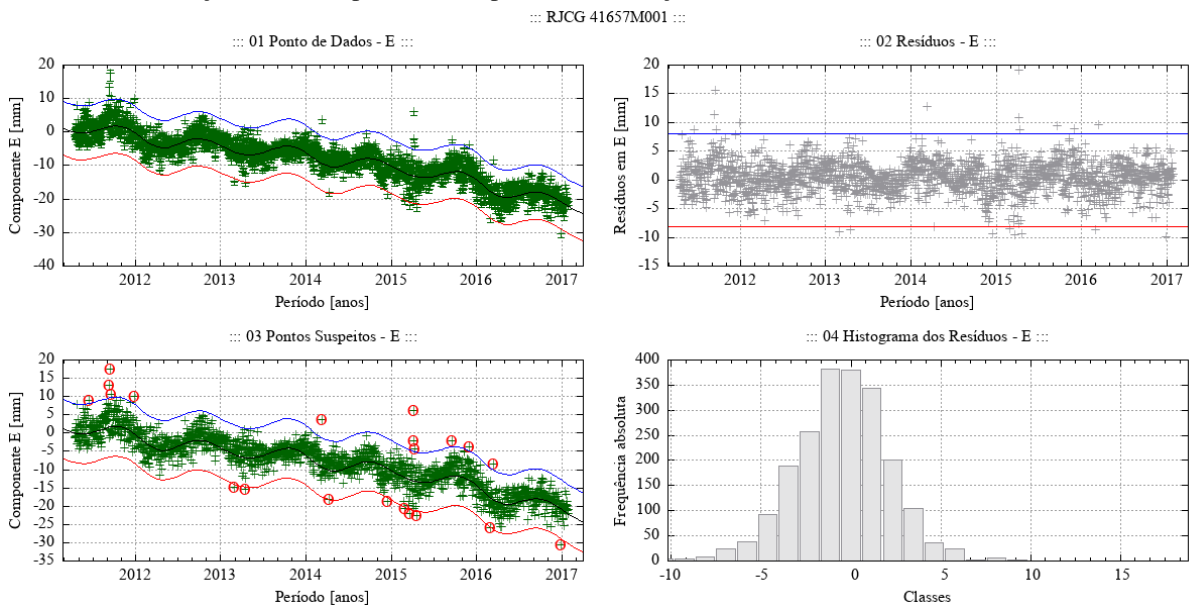 ::: RJCG 41657M001 :::
::: 01 Ponto de Dados - E :::
Componente E [mm]
20
10
0
-10
-20
-30
-40
2012 2013 2014 2015 2016 2017
Período [anos]
::: 02 Resíduos - E :::
Resíduos em E [mm]
20
15
10
5
0
-5
-10
-15
2012 2013 2014 2015 2016 2017
Período [anos]
::: 03 Pontos Suspeitos - E :::
Componente E [mm]
20
15
10
5
0
-5
-10
-15
-20
-25
-30
-35
2012 2013 2014 2015 2016 2017
Período [anos]
::: 04 Histograma dos Resíduos - E :::
Frequência absoluta
400
350
300
250
200
150
100
50
0
-10 -5 0 5 10 15
Classes